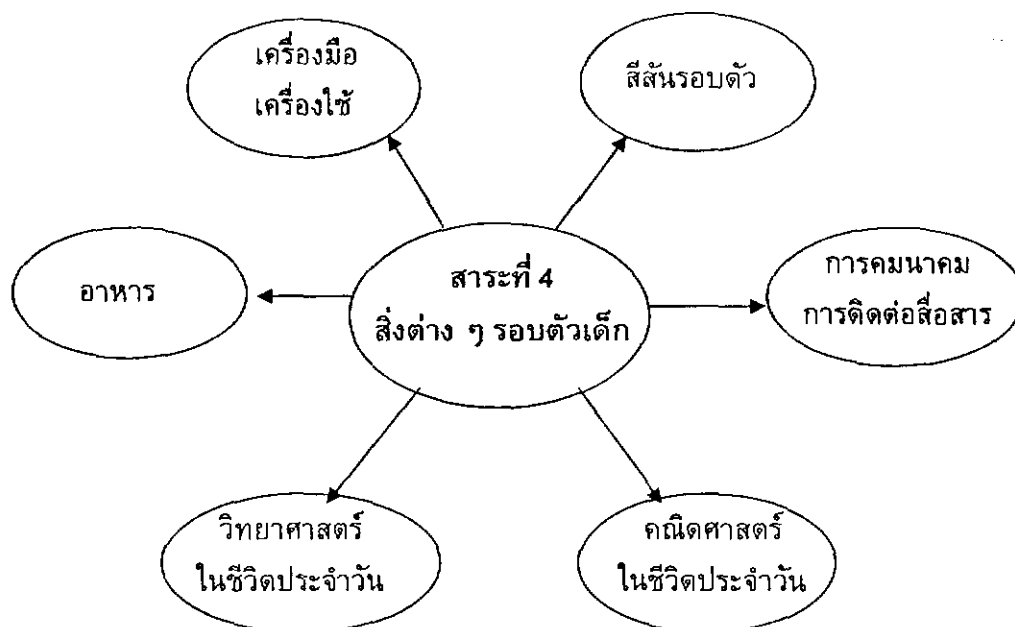 เครื่องมือ
เครื่องใช้
สีสันรอบตัว
อาหาร
สาระที่ 4
สิ่งต่าง ๆ รอบตัวเด็ก
การคมนาคม
การติดต่อสื่อสาร
วิทยาศาสตร์
ในชีวิตประจำวัน
คณิตศาสตร์
ในชีวิตประจำวัน